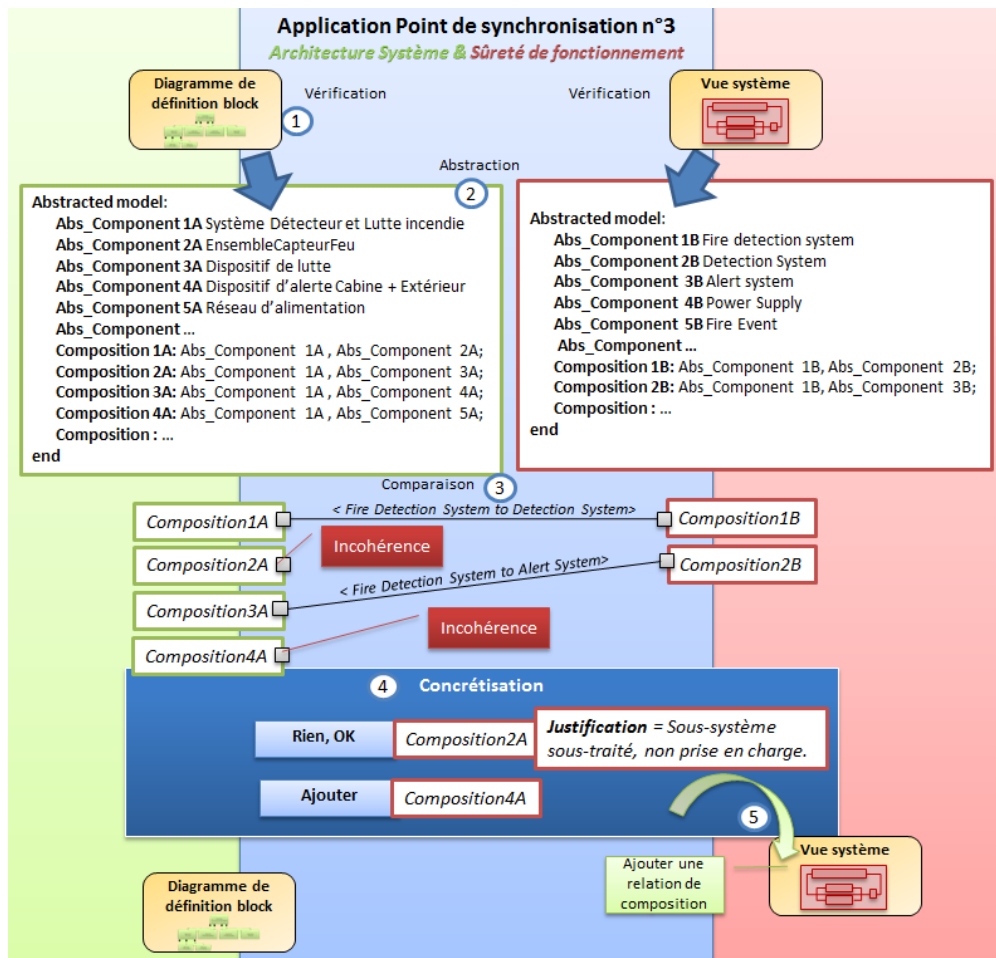 Application Point de synchronisation n°3
Architecture Système & Sûreté de fonctionnement
Diagramme de
définition block
1
Vérification
Vérification
Vue système
Abstraction
2
Abstracted model:
Abs_Component 1A Système Détecteur et Lutte incendie
Abs_Component 2A EnsembleCapteurFeu
Abs_Component 3A Dispositif de lutte
Abs_Component 4A Dispositif d'alerte Cabine + Extérieur
Abs_Component 5A Réseau d'alimentation
Abs_Component ...
Composition 1A: Abs_Component 1A , Abs_Component 2A;
Composition 2A: Abs_Component 1A , Abs_Component 3A;
Composition 3A: Abs_Component 1A , Abs_Component 4A;
Composition 4A: Abs_Component 1A , Abs_Component 5A;
Composition : ...
end
Abstracted model:
Abs_Component 1B Fire detection system
Abs_Component 2B Detection System
Abs_Component 3B Alert system
Abs_Component 4B Power Supply
Abs_Component 5B Fire Event
Abs_Component ...
Composition 1B: Abs_Component 1B, Abs_Component 2B;
Composition 2B: Abs_Component 1B, Abs_Component 3B;
Composition : ...
end
Comparaison
3
Composition1A
< Fire Detection System to Detection System>
Composition1B
Composition2A
Incohérence
< Fire Detection System to Alert System>
Composition2B
Composition3A
Incohérence
Composition4A
4
Concrétisation
Rien, OK
Composition2A
Justification = Sous-système
sous-traité, non prise en charge.
Ajouter
Composition4A
5
Ajouter une
relation de
composition
Vue système
Diagramme de
définition block